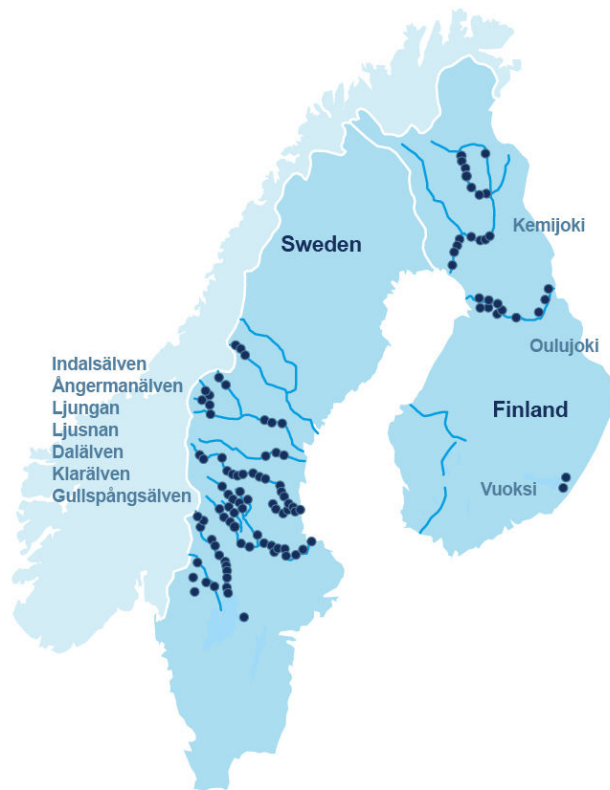 Kemijoki
Sweden
Oulujoki
Indalsälven
Ångermanälven
Ljungan
Ljusnan
Dalälven
Klarälven
Gullspångsälven
Finland
Vuoksi